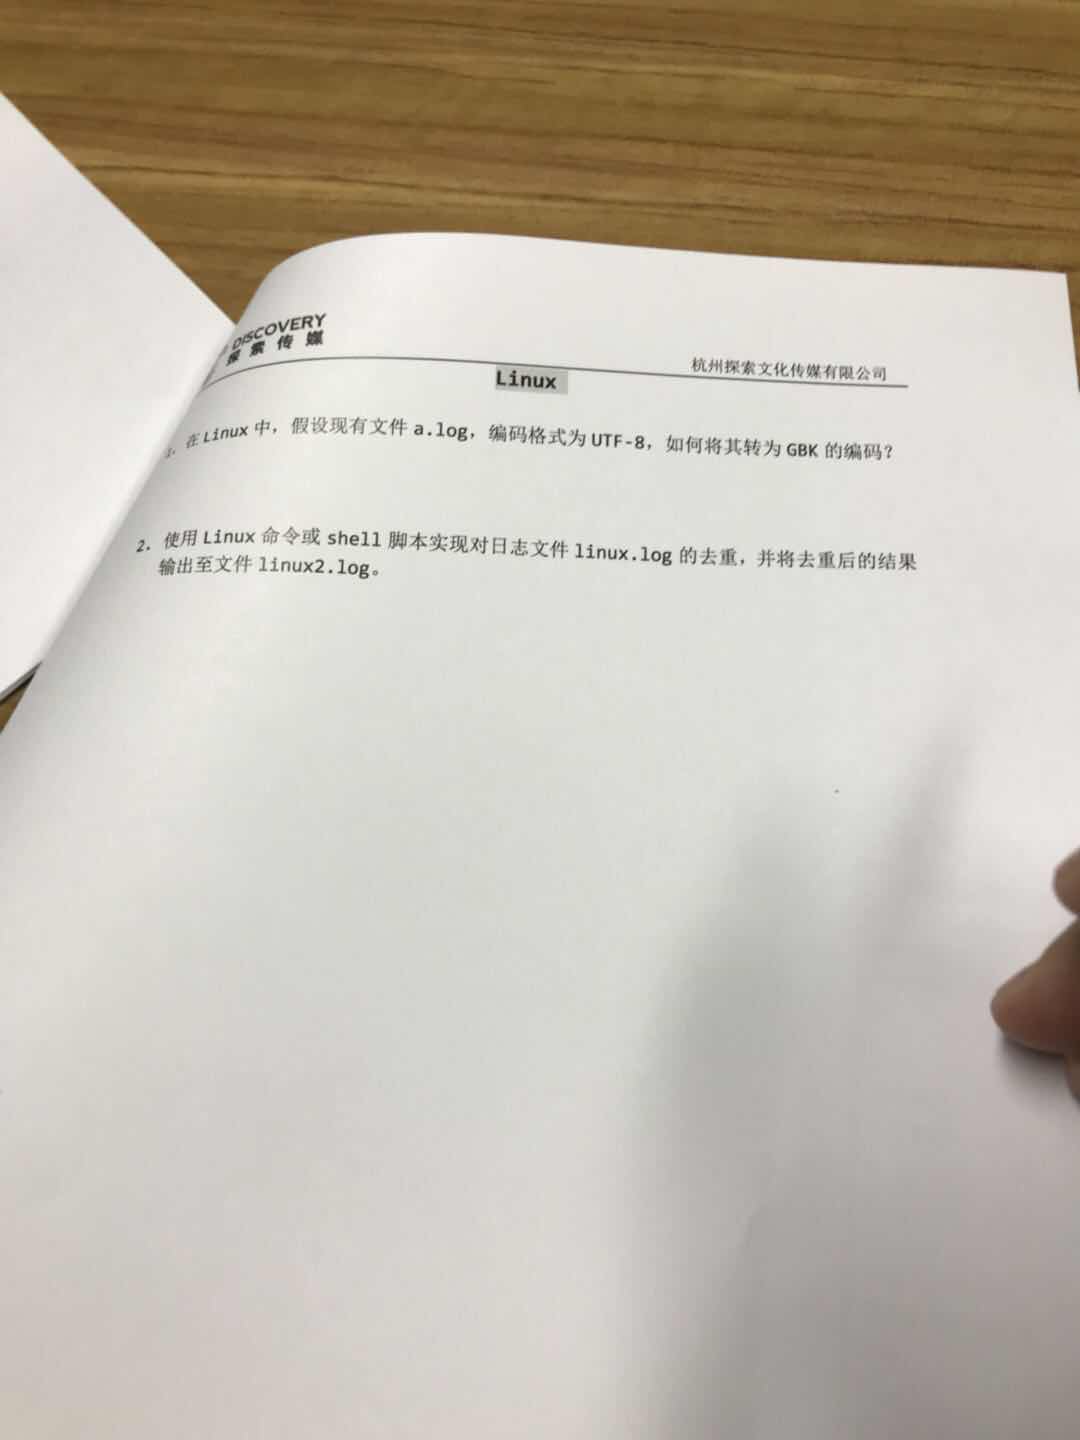 DISCOVERY
探索传媒
杭州探索文化传媒有限公司
Linux
1. 在 Linux 中，假设现有文件 a.log，编码格式为 UTF-8，如何将其转为 GBK 的编码？
2. 使用 Linux 命令或 shell 脚本实现对日志文件 linux.log 的去重，并将去重后的结果
输出至文件 linux2.log。